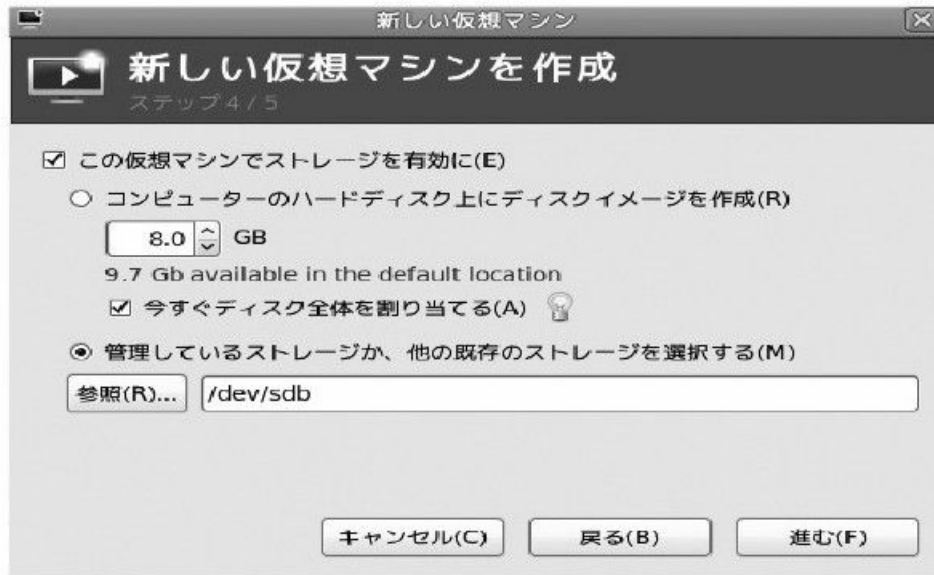 新しい仮想マシン
新しい仮想マシンを作成
ステップ4/5
この仮想マシンでストレージを有効に(E)
コンピューターのハードディスク上にディスクイメージを作成(R)
8.0 GB
9.7 Gb available in the default location
今すぐディスク全体を割り当てる(A)
管理しているストレージか、他の既存のストレージを選択する(M)
参照(R)... /dev/sdb
キャンセル(C) 戻る(B) 進む(F)